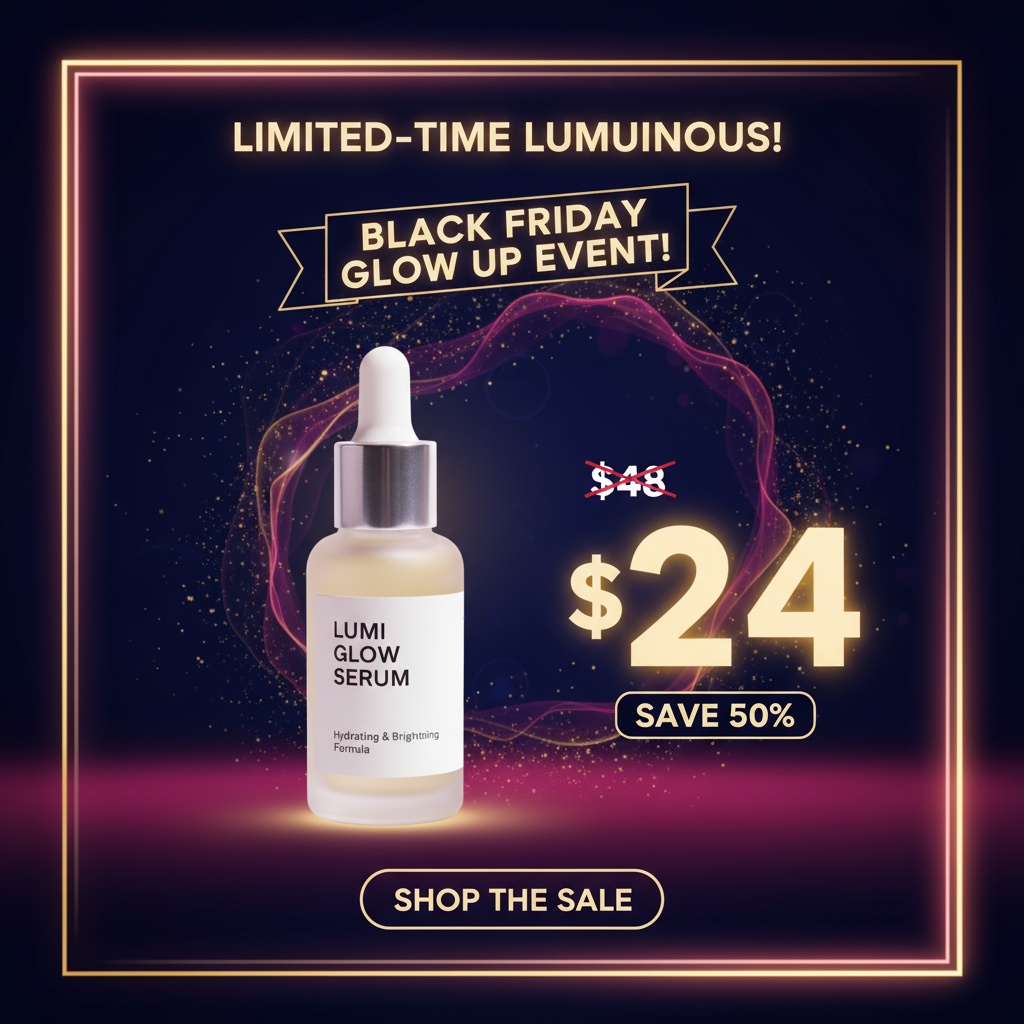 LIMITED-TIME LUMUINOUS!
BLACK FRIDAY
GLOW UP EVENT!
$48
$24
SAVE 50%
LUMI
GLOW
SERUM
Hydrating & Brightning
Formula
SHOP THE SALE